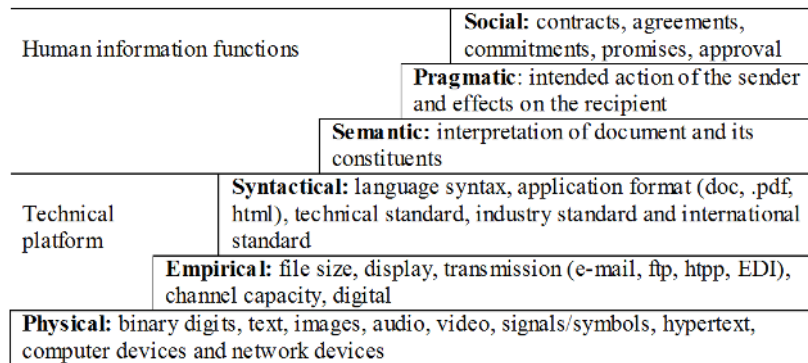 Social: contracts, agreements,
Human information functions
commitments, promises, approval
Pragmatic: intended action of the sender
and effects on the recipient
Semantic: interpretation of document and its
constituents
Syntactical: language syntax, application format (doc, .pdf,
Technical
html), technical standard, industry standard and international
platform
standard
Empirical: file size, display, transmission (e-mail, ftp, htpp, EDI),
channel capacity, digital
Physical: binary digits, text, images, audio, video, signals/symbols, hypertext,
computer devices and network devices